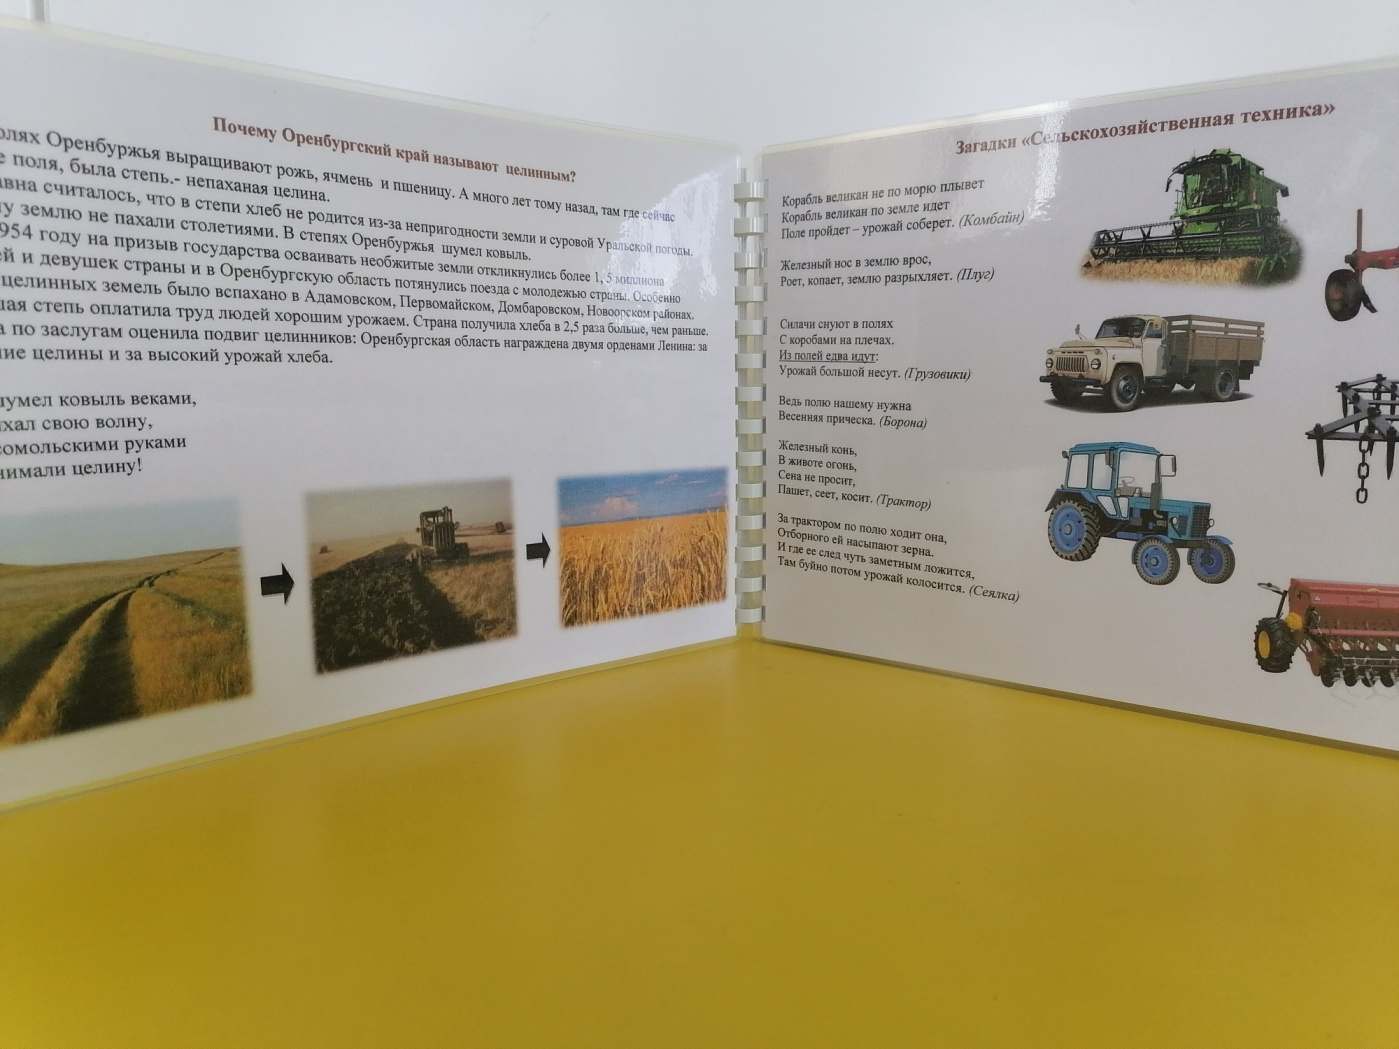 Почему Оренбургский край называют целинным?
Оренбуржья выращивают рожь, ячмень и пшеницу. А много лет тому назад, там где сейчас
поля, была степь.- непаханая целина.
считалось, что в степи хлеб не родится из-за непригодности земли и суровой Уральской погоды.
землю не пахали столетиями. В степях Оренбуржья шумел ковыль.
954 году на призыв государства осваивать необжитые земли откликнулись более 1, 5 миллиона
и девушек страны и в Оренбургскую область потянулись поезда с молодежью страны. Особенно
целинных земель было вспахано в Адамовском, Первомайском, Домбаровском, Новоорском районах.
степь оплатила труд людей хорошим урожаем. Страна получила хлеба в 2,5 раза больше, чем раньше.
по заслугам оценила подвиг целинников: Оренбургская область награждена двумя орденами Ленина: за
целины и за высокий урожай хлеба.
ковыль веками,
свою волну,
руками
целину!
Загадки «Сельскохозяйственная техника»
Корабль великан не по морю плывет
Корабль великан по земле идет
Поле пройдет – урожай соберет. (Комбайн)
Железный нос в землю врос,
Роет, копает, землю разрыхляет. (Плуг)
Силачи снуют в полях
С коробами на плечах.
Из полей едва идут:
Урожай большой несут. (Грузовики)
Ведь полю нашему нужна
Весенняя прическа. (Борона)
Железный конь,
В животе огонь,
Сена не просит,
Пашет, сеет, косит. (Трактор)
За трактором по полю ходит она,
Отборного ей насыпают зерна.
И где ее след чуть заметным ложится,
Там буйно потом урожай колосится. (Сеялка)